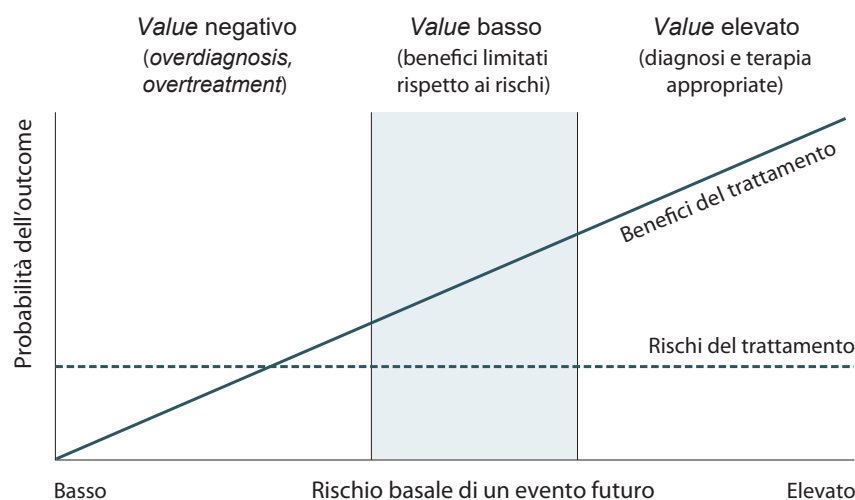 Value negativo
(overdiagnosis,
overtreatment)
Value basso
(benefici limitati
rispetto ai rischi)
Value elevato
(diagnosi e terapia
appropriate)
Probabilità dell'outcome
Benefici del trattamento
Rischi del trattamento
Basso
Rischio basale di un evento futuro
Elevato